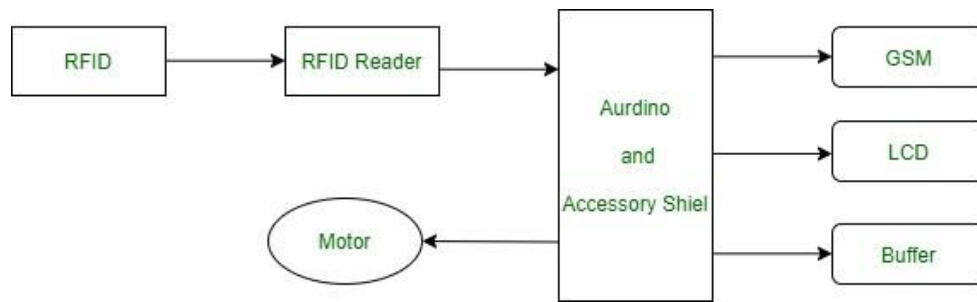 RFID
RFID Reader
Aurdino
and
Accessory Shiel
GSM
LCD
Buffer
Motor